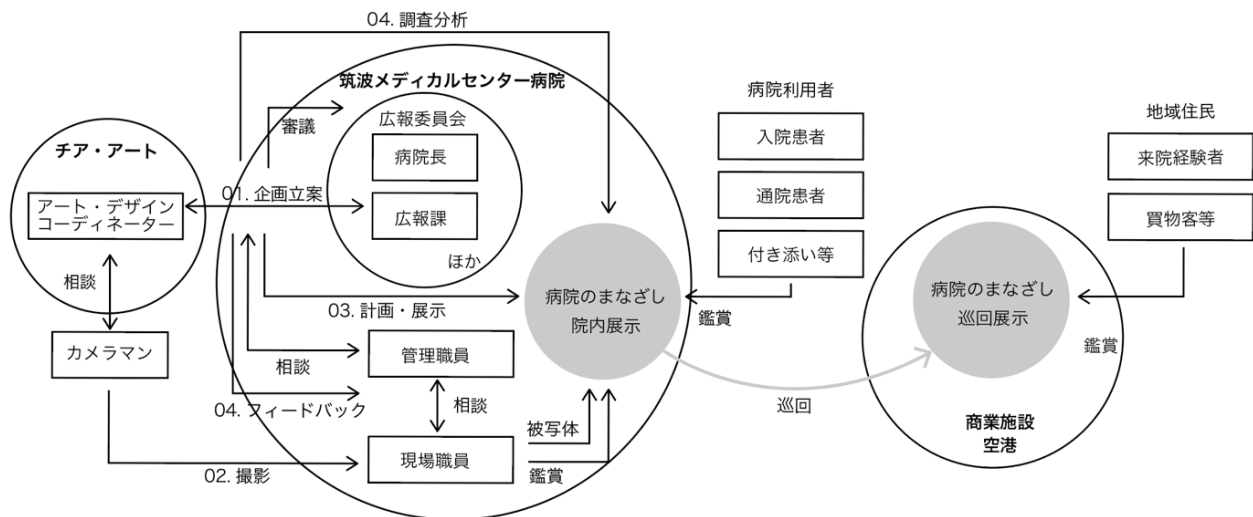 04. 調査分析
筑波メディカルセンター病院
審議
広報委員会
病院長
広報課
ほか
チア・アート
アート・デザイン
コーディネーター
01. 企画立案
相談
カメラマン
03. 計画・展示
管理職員
相談
04. フィードバック
相談
現場職員
02. 撮影
被写体
鑑賞
病院のまなざし
院内展示
病院利用者
入院患者
通院患者
付き添い等
鑑賞
巡回
地域住民
来院経験者
買物客等
病院のまなざし
巡回展示
鑑賞
商業施設
空港